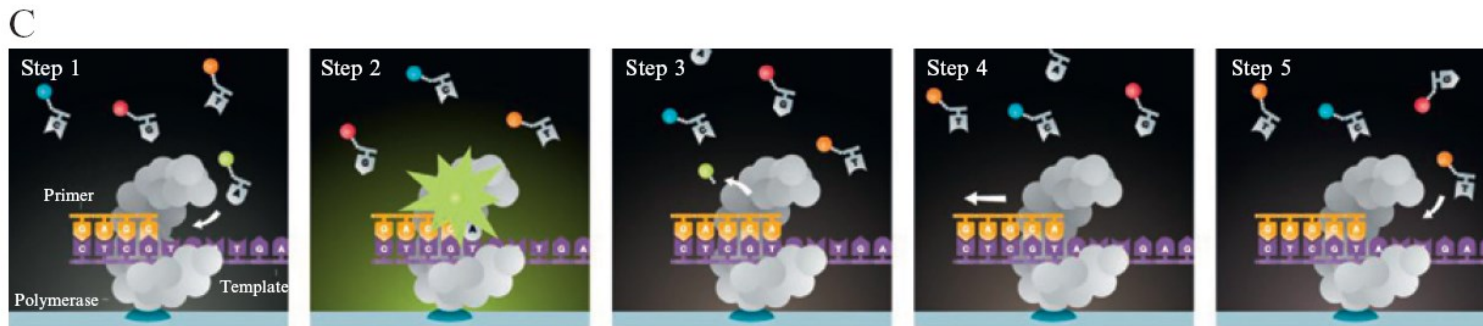 C
Step 1
Step 2
Step 3
Step 4
Step 5
Primer
Template
Polymerase
G A G C
C T C G T A T G A
G A G C A
C T C G T T G A
G A G C A
C T C G T T G A
G A G C A
C T C G T T G A G
G A G C A
C T C G T A G A